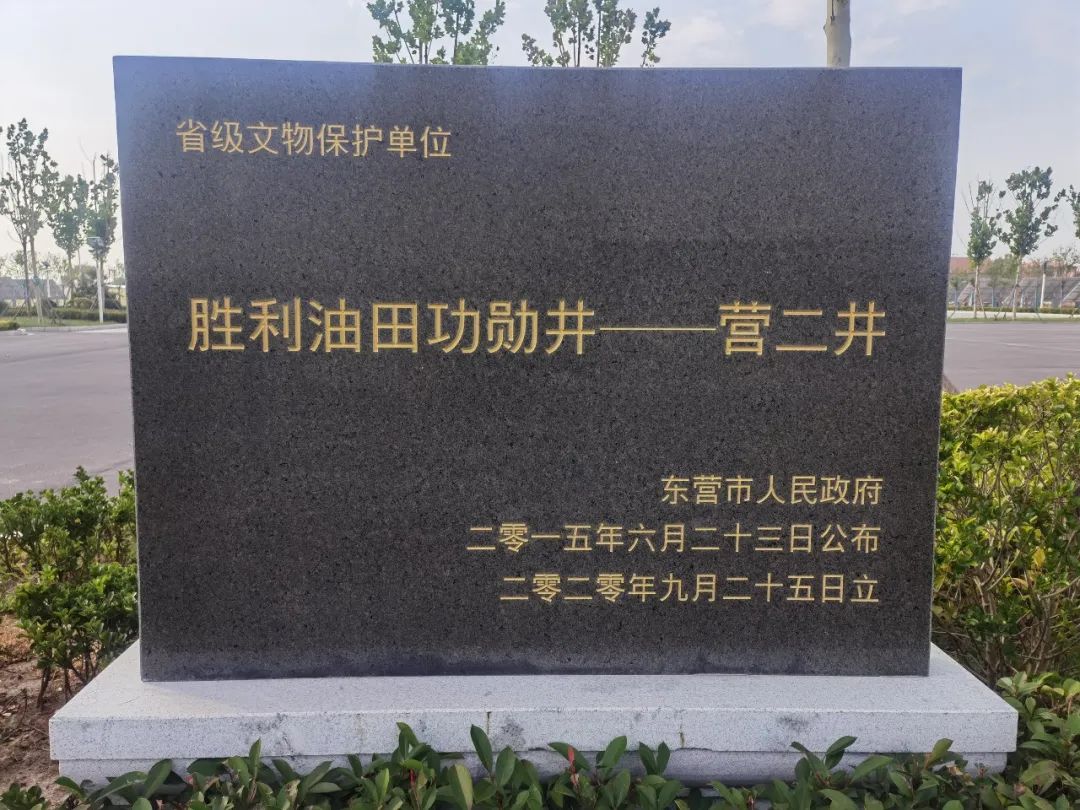 省级文物保护单位
胜利油田功勋井——营二井
东营市人民政府
二零一五年六月二十三日公布
二零二零年九月二十五日立